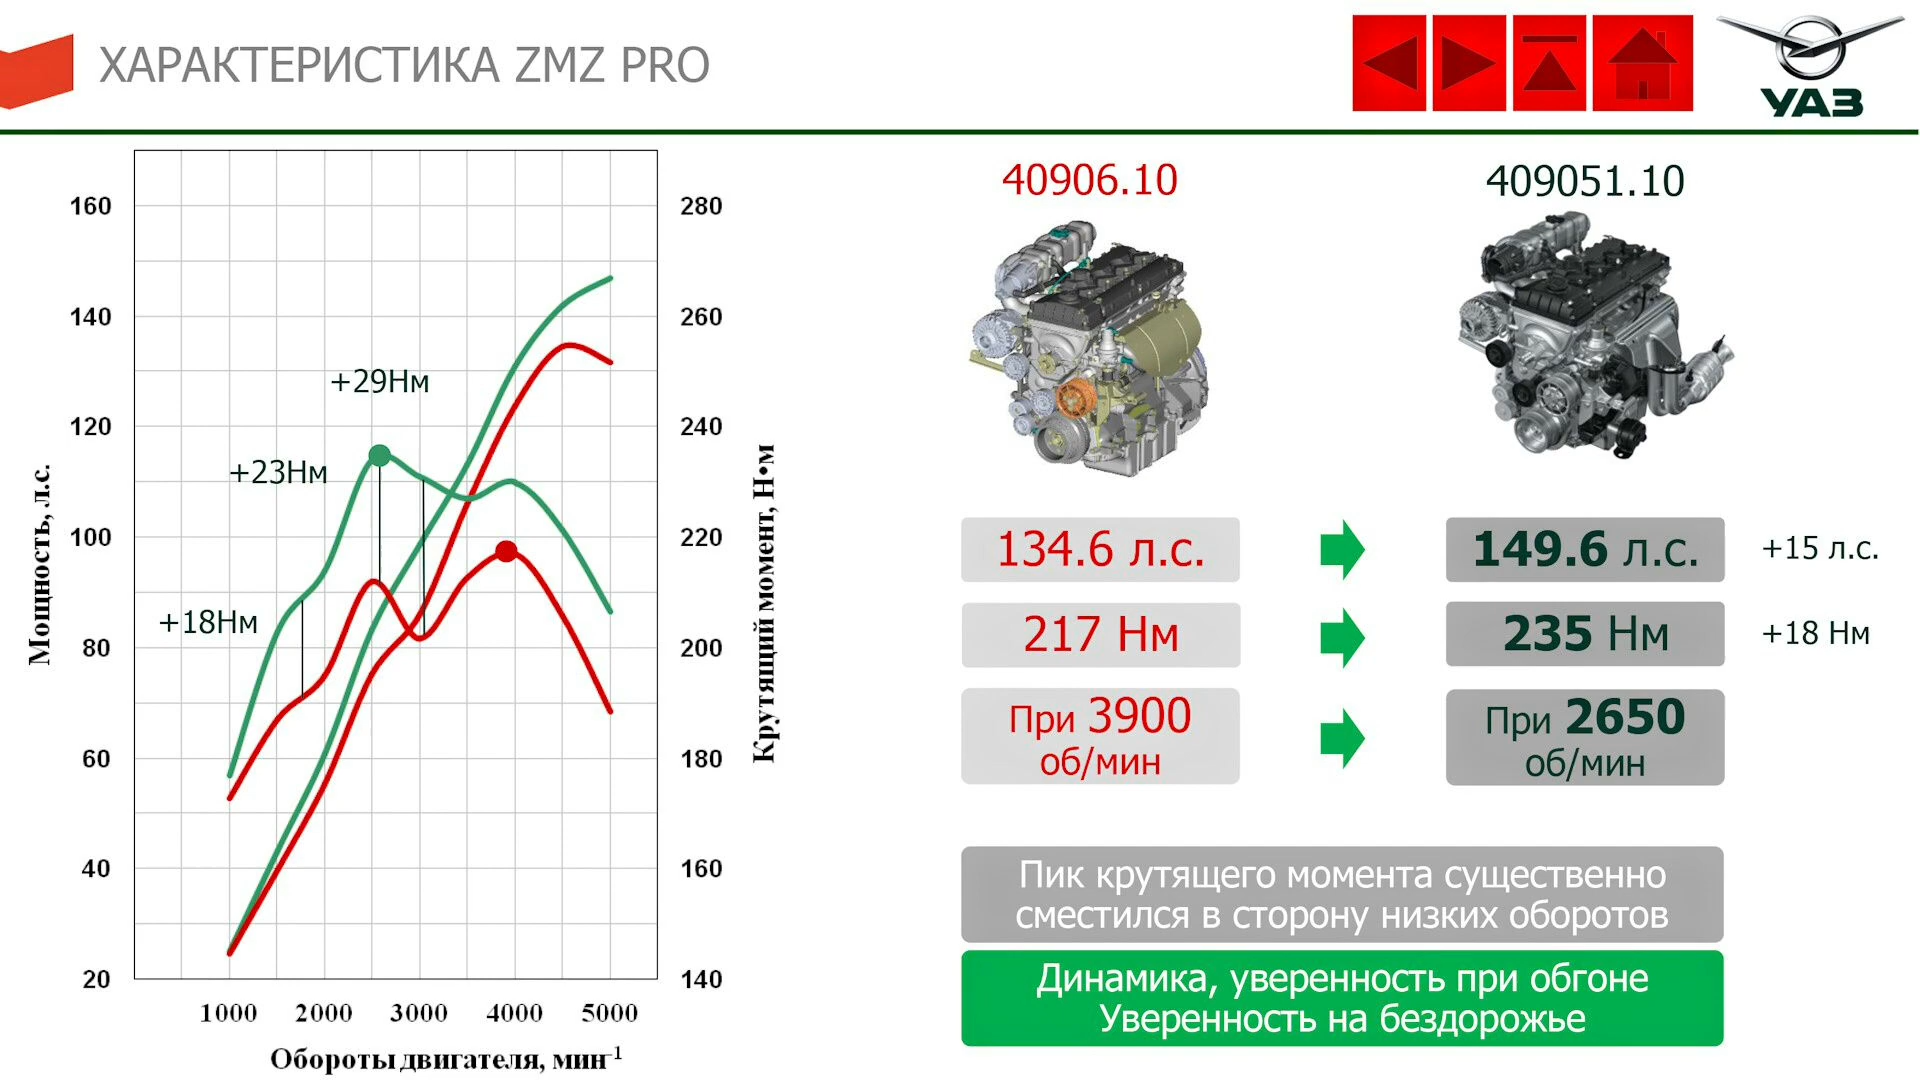 ХАРАКТЕРИСТИКА ZMZ PRO
УАЗ
160
140
120
100
80
60
40
20
Мощность, л.с.
+29Нм
+23Нм
+18Нм
280
260
240
220
200
180
160
140
Крутящий момент, Н•м
1000 2000 3000 4000 5000
Обороты двигателя, мин-1
40906.10
409051.10
134.6 л.с.
149.6 л.с.
+15 л.с.
217 Нм
235 Нм
+18 Нм
При 3900
об/мин
При 2650
об/мин
Пик крутящего момента существенно
сместился в сторону низких оборотов
Динамика, уверенность при обгоне
Уверенность на бездорожье